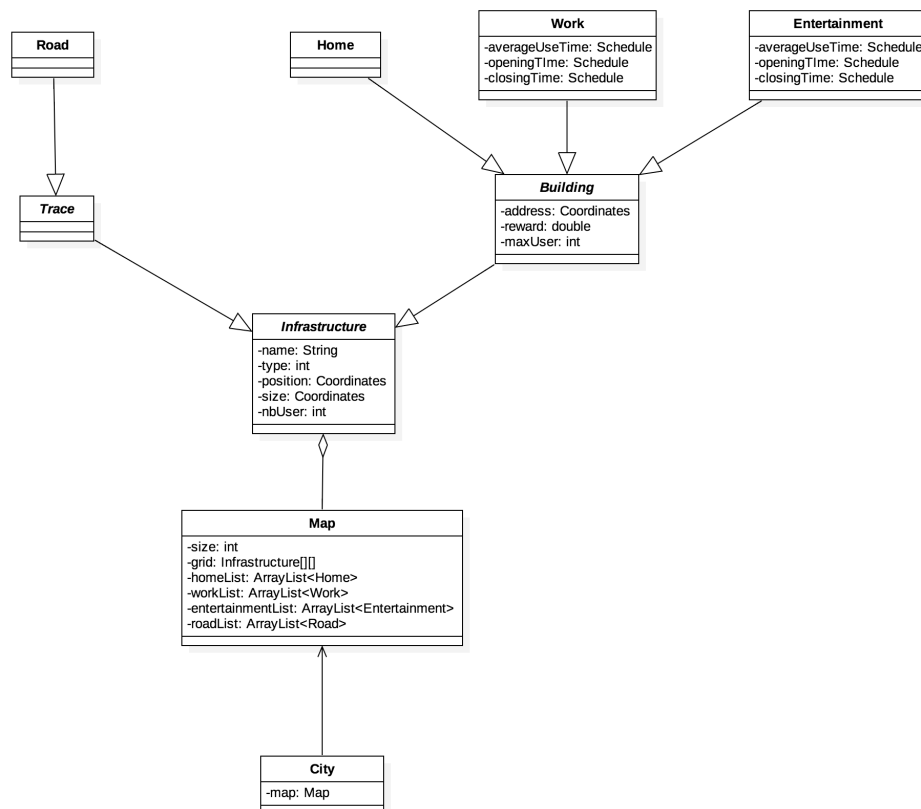 Road
Home
Work
-averageUseTime: Schedule
-openingTIme: Schedule
-closingTime: Schedule
Entertainment
-averageUseTime: Schedule
-openingTIme: Schedule
-closingTime: Schedule
Trace
Building
-address: Coordinates
-reward: double
-maxUser: int
Infrastructure
-name: String
-type: int
-position: Coordinates
-size: Coordinates
-nbUser: int
Map
-size: int
-grid: Infrastructure[][]
-homeList: ArrayList<Home>
-workList: ArrayList<Work>
-entertainmentList: ArrayList<Entertainment>
-roadList: ArrayList<Road>
City
-map: Map